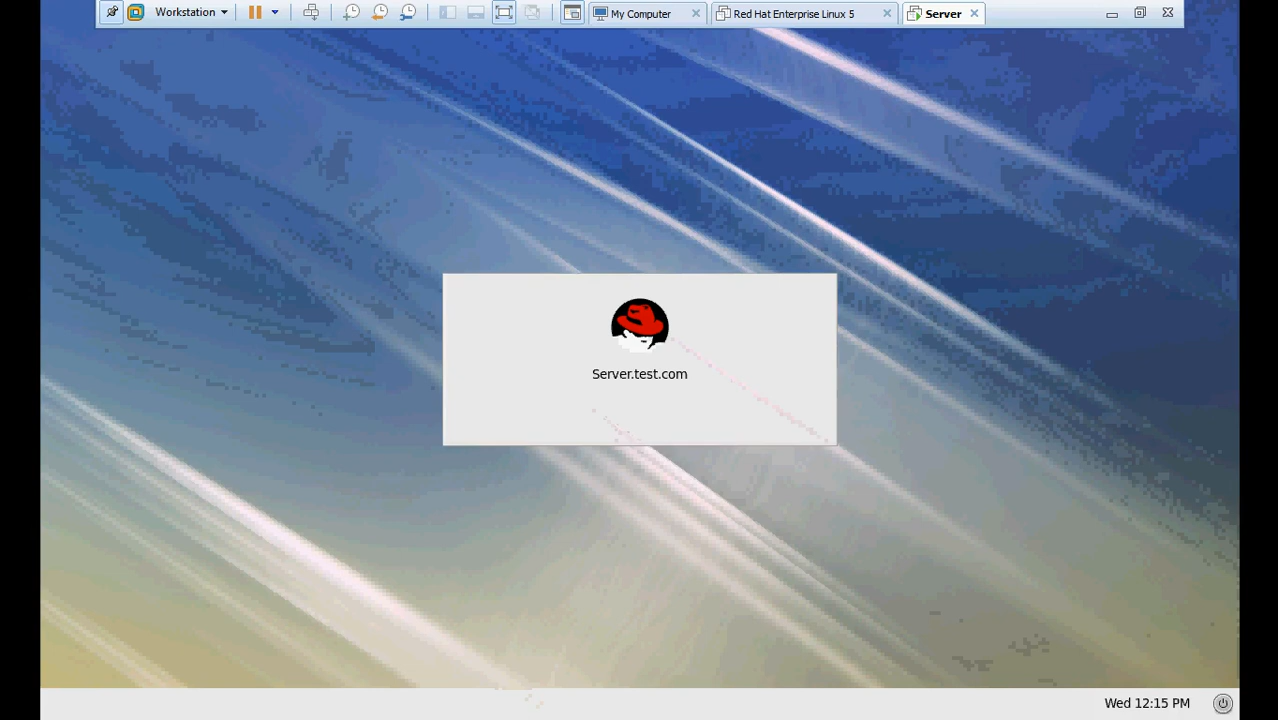 Workstation
My Computer
Red Hat Enterprise Linux 5
Server
Server.test.com
Wed 12:15 PM